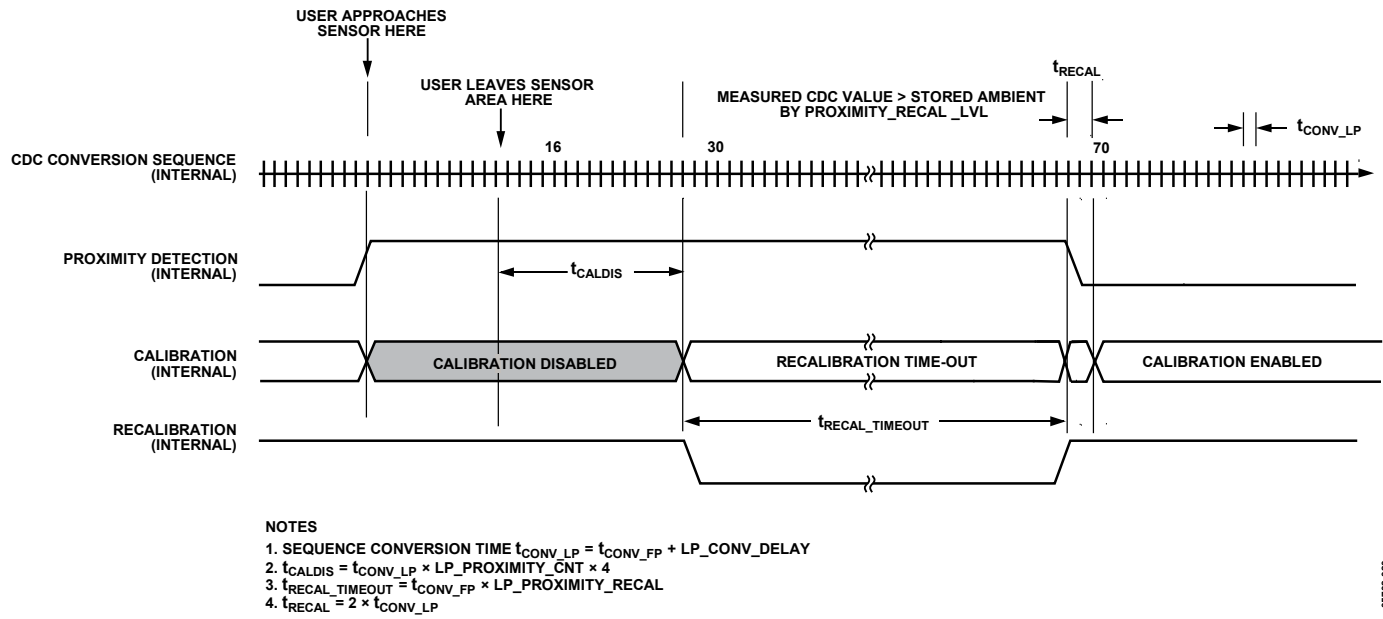 USER APPROACHES
SENSOR HERE
USER LEAVES SENSOR
AREA HERE
MEASURED CDC VALUE > STORED AMBIENT
BY PROXIMITY_RECAL _LVL
tRECAL
tCONV_LP
CDC CONVERSION SEQUENCE
(INTERNAL)
16
30
70
PROXIMITY DETECTION
(INTERNAL)
tCALDIS
CALIBRATION
(INTERNAL)
CALIBRATION DISABLED
RECALIBRATION TIME-OUT
CALIBRATION ENABLED
RECALIBRATION
(INTERNAL)
tRECAL_TIMEOUT
NOTES
1. SEQUENCE CONVERSION TIME tCONV_LP = tCONV_FP + LP_CONV_DELAY
2. tCALDIS = tCONV_LP × LP_PROXIMITY_CNT × 4
3. tRECAL_TIMEOUT = tCONV_FP × LP_PROXIMITY_RECAL
4. tRECAL = 2 × tCONV_LP